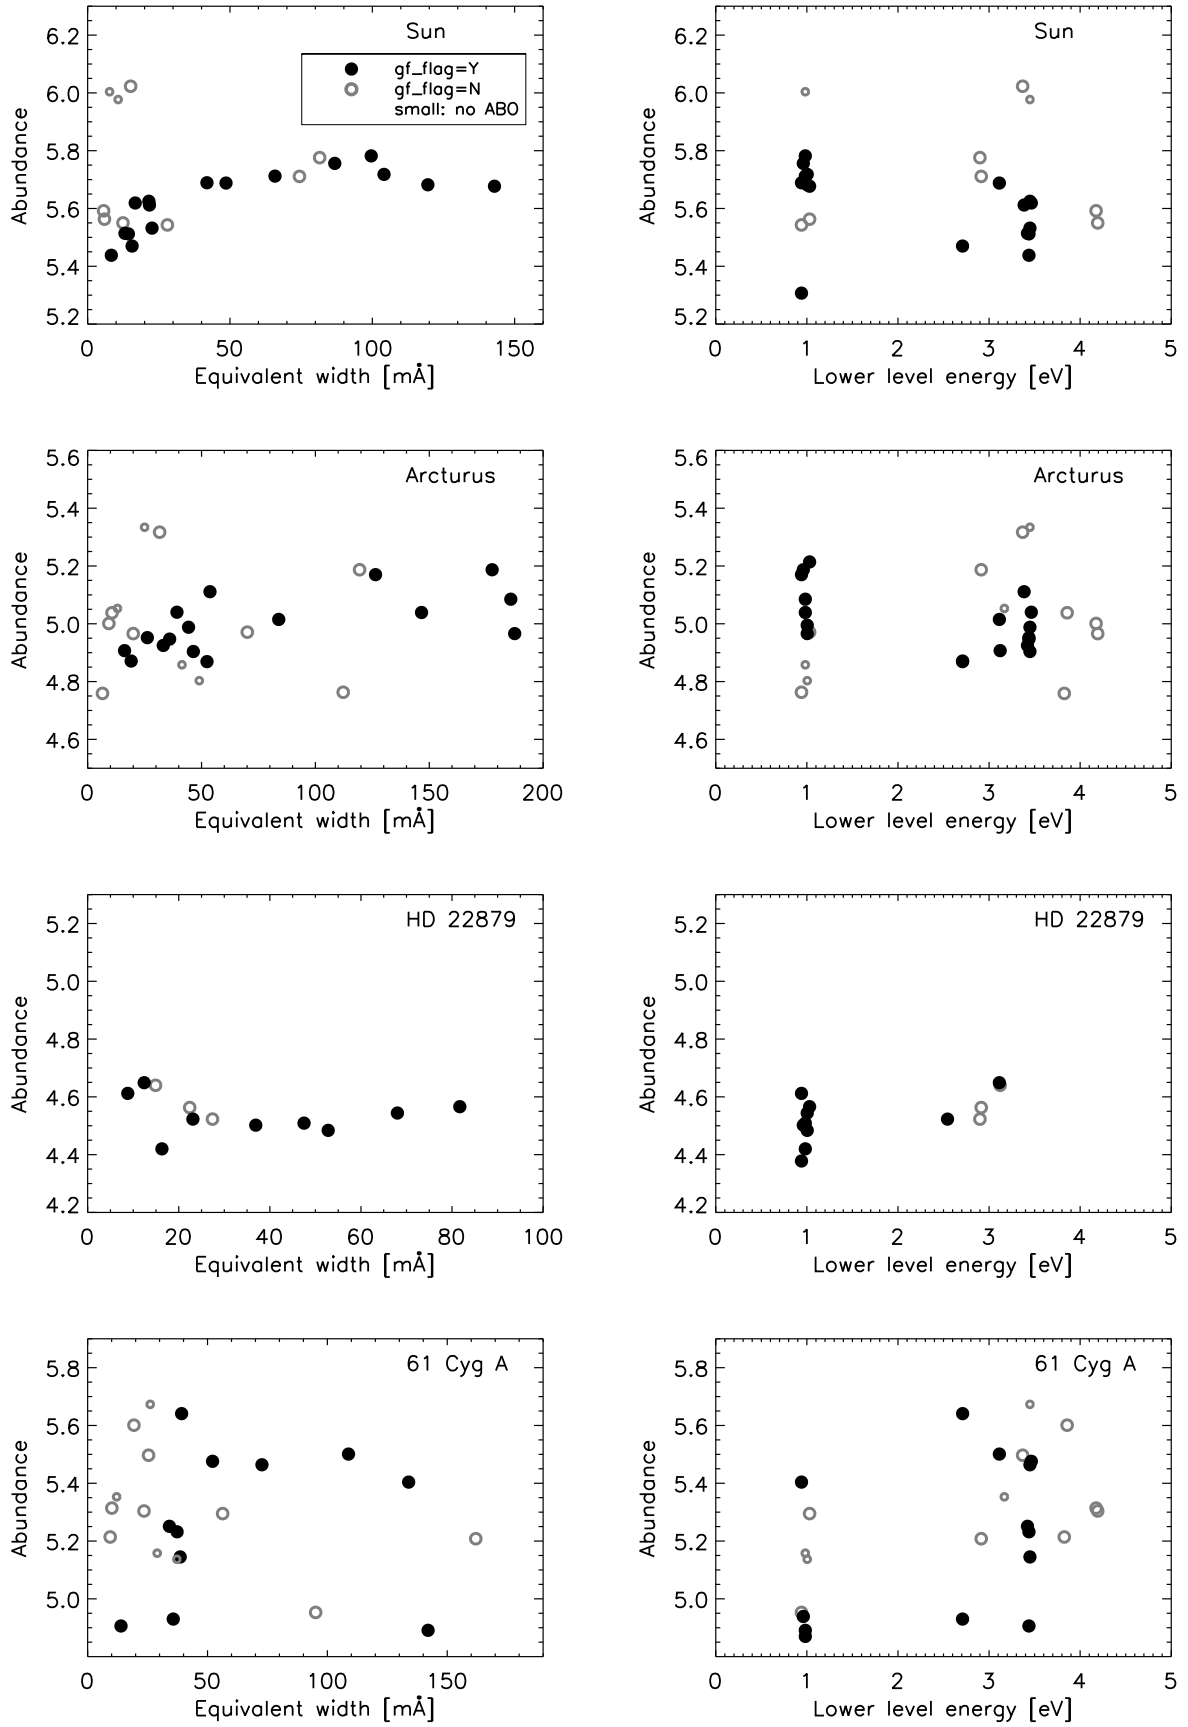 Sun
gf_flag=Y
gf_flag=N
small: no ABO
6.2
6.0
5.8
5.6
5.4
5.2
Abundance
0 50 100 150
Equivalent width [mÅ]
Sun
6.2
6.0
5.8
5.6
5.4
5.2
Abundance
0 1 2 3 4 5
Lower level energy [eV]
Arcturus
5.6
5.4
5.2
5.0
4.8
4.6
Abundance
0 50 100 150 200
Equivalent width [mÅ]
Arcturus
5.6
5.4
5.2
5.0
4.8
4.6
Abundance
0 1 2 3 4 5
Lower level energy [eV]
HD 22879
5.2
5.0
4.8
4.6
4.4
4.2
Abundance
0 20 40 60 80 100
Equivalent width [mÅ]
HD 22879
5.2
5.0
4.8
4.6
4.4
4.2
Abundance
0 1 2 3 4 5
Lower level energy [eV]
61 Cyg A
5.8
5.6
5.4
5.2
5.0
Abundance
0 50 100 150
Equivalent width [mÅ]
61 Cyg A
5.8
5.6
5.4
5.2
5.0
Abundance
0 1 2 3 4 5
Lower level energy [eV]